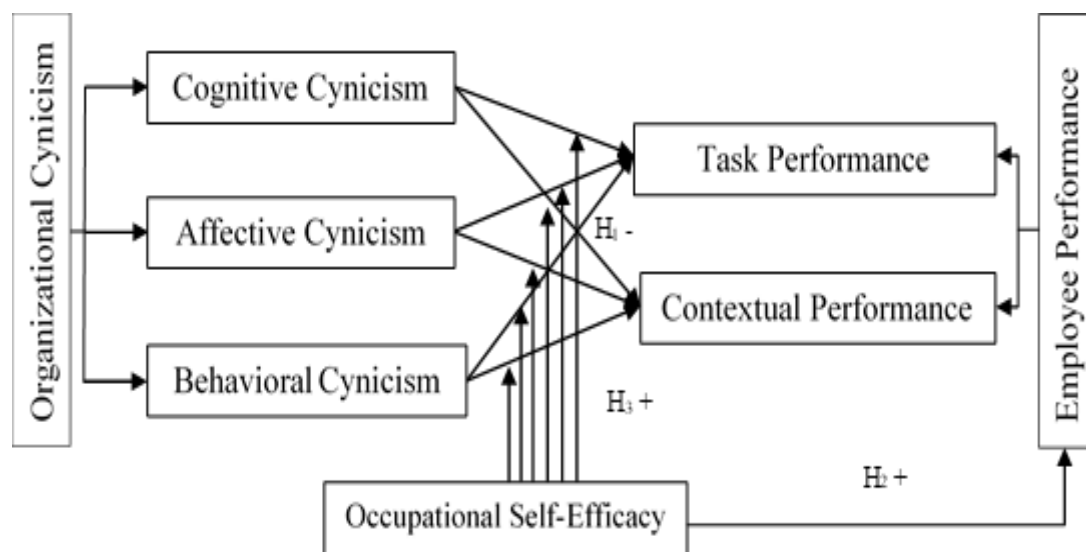 Organizational Cynicism
Cognitive Cynicism
Affective Cynicism
Behavioral Cynicism
Task Performance
H₁ -
Contextual Performance
H₃ +
H₂ +
Occupational Self-Efficacy
Employee Performance